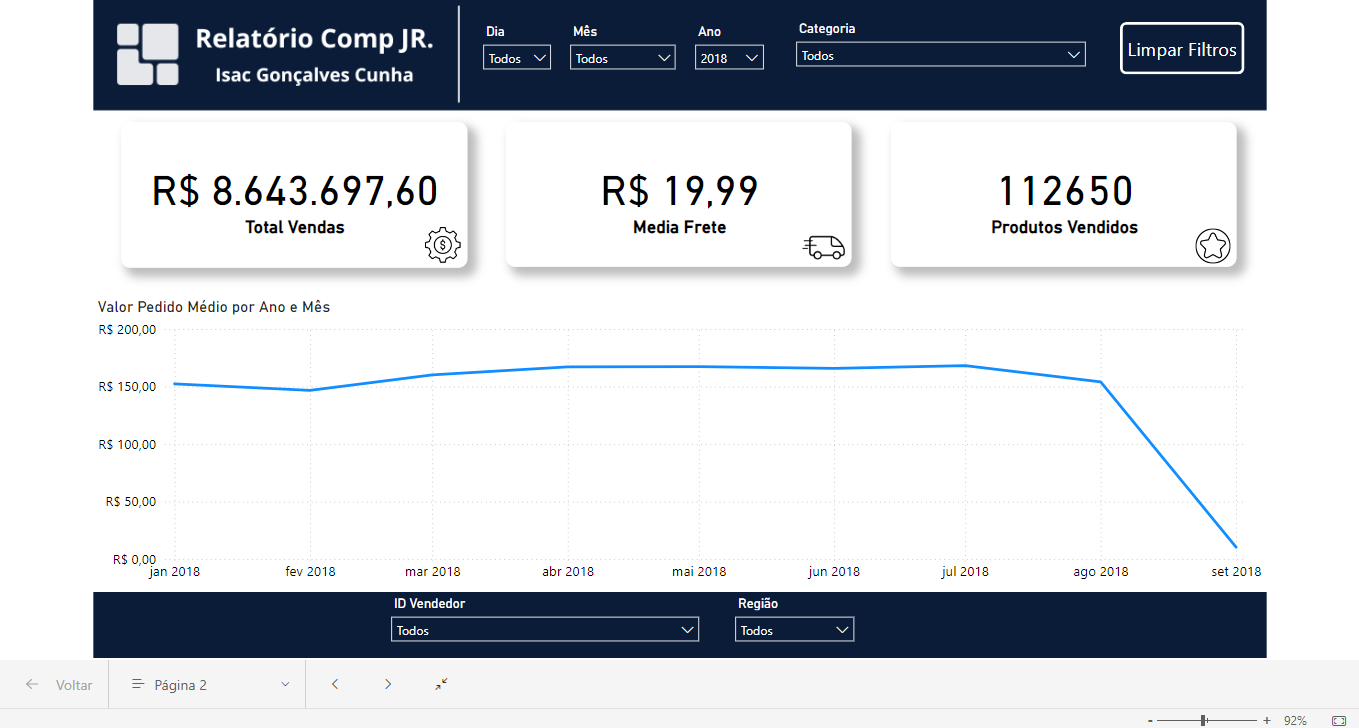 Relatório Comp JR.
Isac Gonçalves Cunha
Dia
Todos
Mês
Todos
Ano
2018
Categoria
Todos
Limpar Filtros
R$ 8.643.697,60
Total Vendas
R$ 19,99
Media Frete
112650
Produtos Vendidos
Valor Pedido Médio por Ano e Mês
R$ 200,00
R$ 150,00
R$ 100,00
R$ 50,00
R$ 0,00
jan 2018 fev 2018 mar 2018 abr 2018 mai 2018 jun 2018 jul 2018 ago 2018 set 2018
ID Vendedor
Todos
Região
Todos
Voltar
Página 2
- + 92%